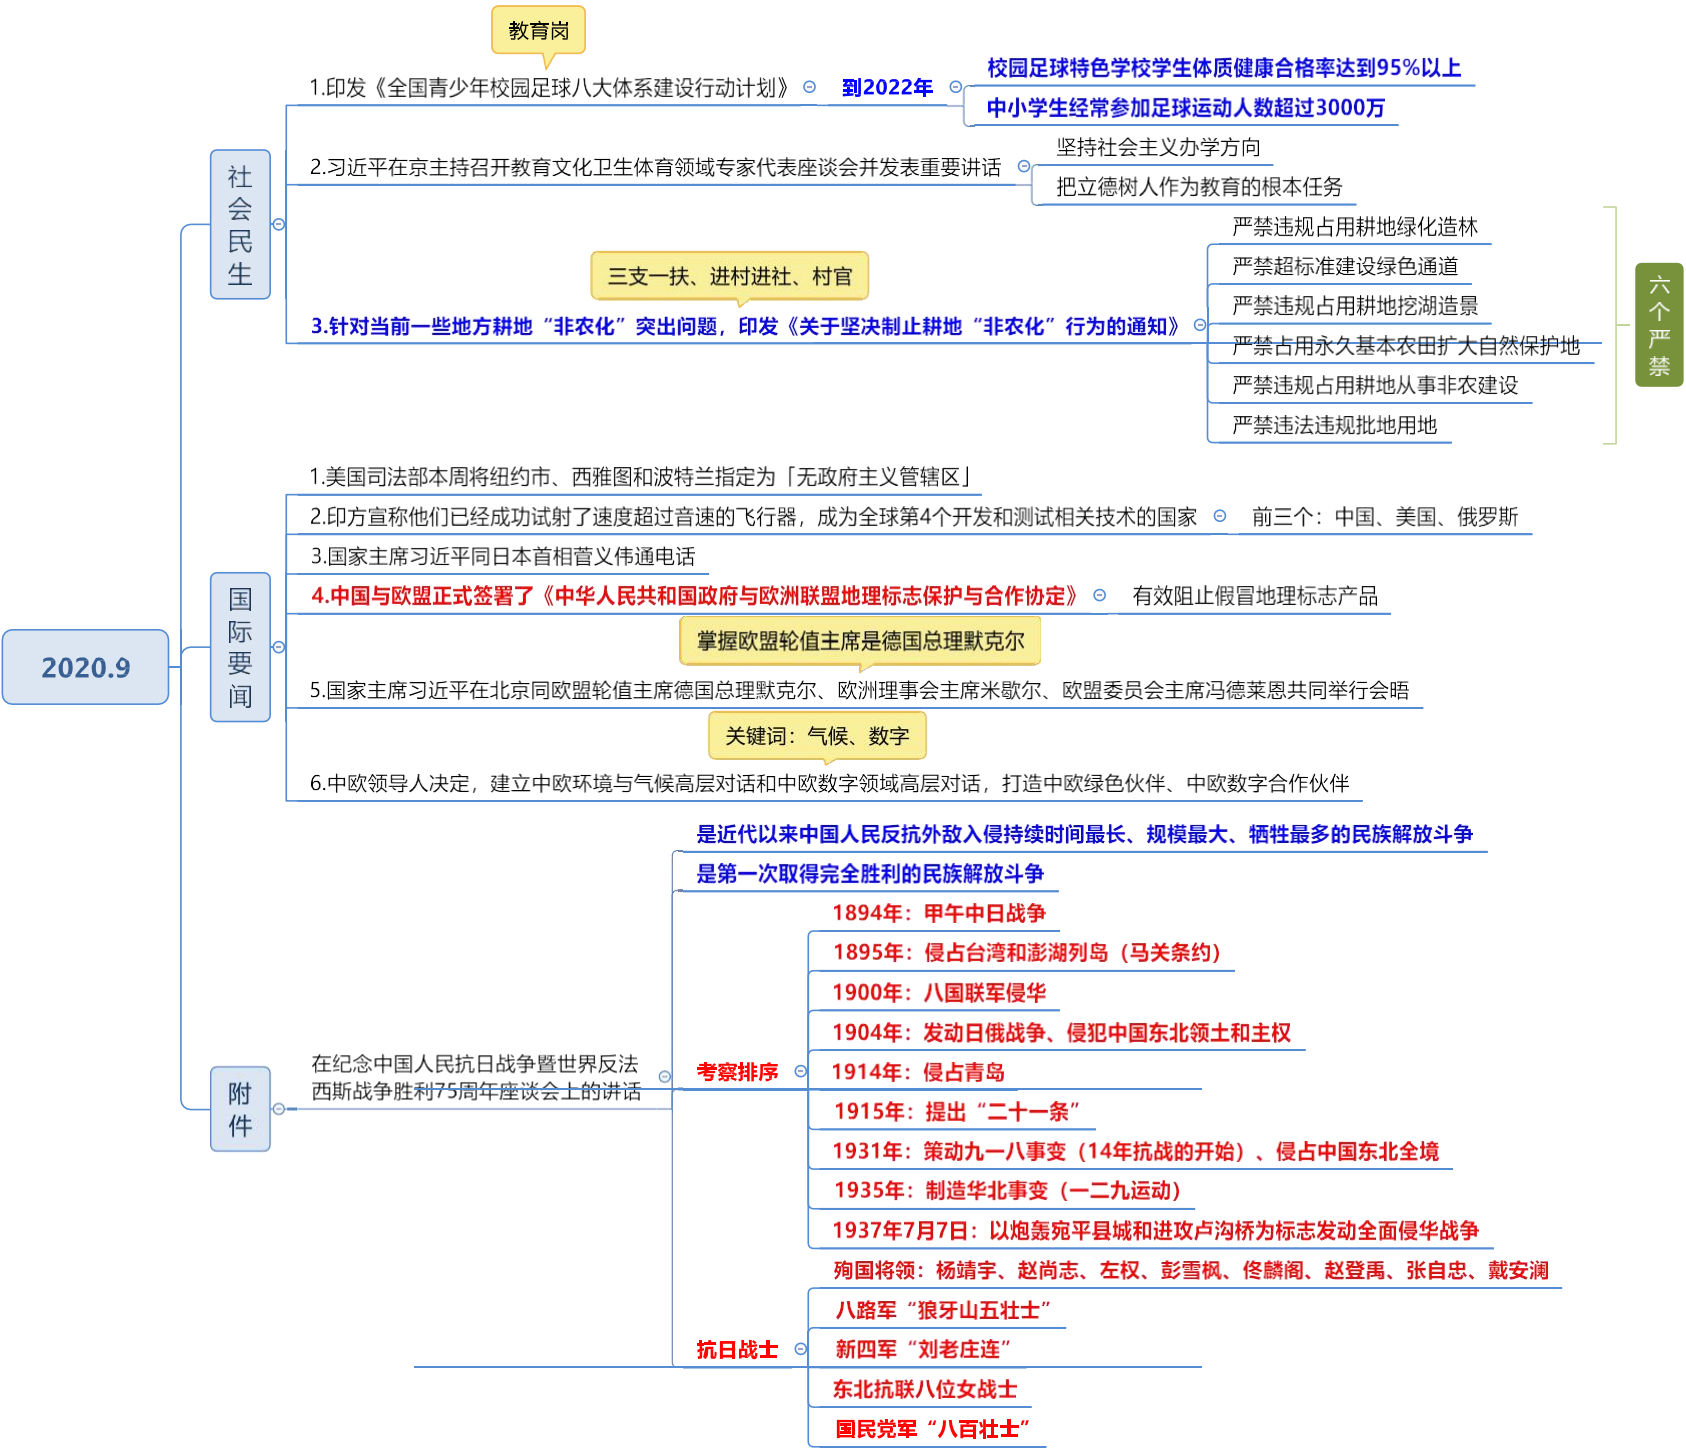 教育岗
1.印发《全国青少年校园足球八大体系建设行动计划》
到2022年
校园足球特色学校学生体质健康合格率达到95%以上
中小学生经常参加足球运动人数超过3000万
社会民生
2.习近平在京主持召开教育文化卫生体育领域专家代表座谈会并发表重要讲话
坚持社会主义办学方向
把立德树人作为教育的根本任务
三支一扶、进村进社、村官
3.针对当前一些地方耕地“非农化”突出问题，印发《关于坚决制止耕地“非农化”行为的通知》
严禁违规占用耕地绿化造林
严禁超标准建设绿色通道
严禁违规占用耕地挖湖造景
严禁占用永久基本农田扩大自然保护地
严禁违规占用耕地从事非农建设
严禁违法违规批地用地
六个严禁
2020.9
国际要闻
1.美国司法部本周将纽约市、西雅图和波特兰指定为「无政府主义管辖区」
2.印方宣称他们已经成功试射了速度超过音速的飞行器，成为全球第4个开发和测试相关技术的国家
前三个：中国、美国、俄罗斯
3.国家主席习近平同日本首相菅义伟通电话
4.中国与欧盟正式签署了《中华人民共和国政府与欧洲联盟地理标志保护与合作协定》
有效阻止假冒地理标志产品
掌握欧盟轮值主席是德国总理默克尔
5.国家主席习近平在北京同欧盟轮值主席德国总理默克尔、欧洲理事会主席米歇尔、欧盟委员会主席冯德莱恩共同举行会晤
关键词：气候、数字
6.中欧领导人决定，建立中欧环境与气候高层对话和中欧数字领域高层对话，打造中欧绿色伙伴、中欧数字合作伙伴
附件
在纪念中国人民抗日战争暨世界反法
西斯战争胜利75周年座谈会上的讲话
是近代以来中国人民反抗外敌入侵持续时间最长、规模最大、牺牲最多的民族解放斗争
是第一次取得完全胜利的民族解放斗争
考察排序
1894年：甲午中日战争
1895年：侵占台湾和澎湖列岛（马关条约）
1900年：八国联军侵华
1904年：发动日俄战争、侵犯中国东北领土和主权
1914年：侵占青岛
1915年：提出“二十一条”
1931年：策动九一八事变（14年抗战的开始）、侵占中国东北全境
1935年：制造华北事变（一二九运动）
1937年7月7日：以炮轰宛平县城和进攻卢沟桥为标志发动全面侵华战争
抗日战士
殉国将领：杨靖宇、赵尚志、左权、彭雪枫、佟麟阁、赵登禹、张自忠、戴安澜
八路军“狼牙山五壮士”
新四军“刘老庄连”
东北抗联八位女战士
国民党军“八百壮士”